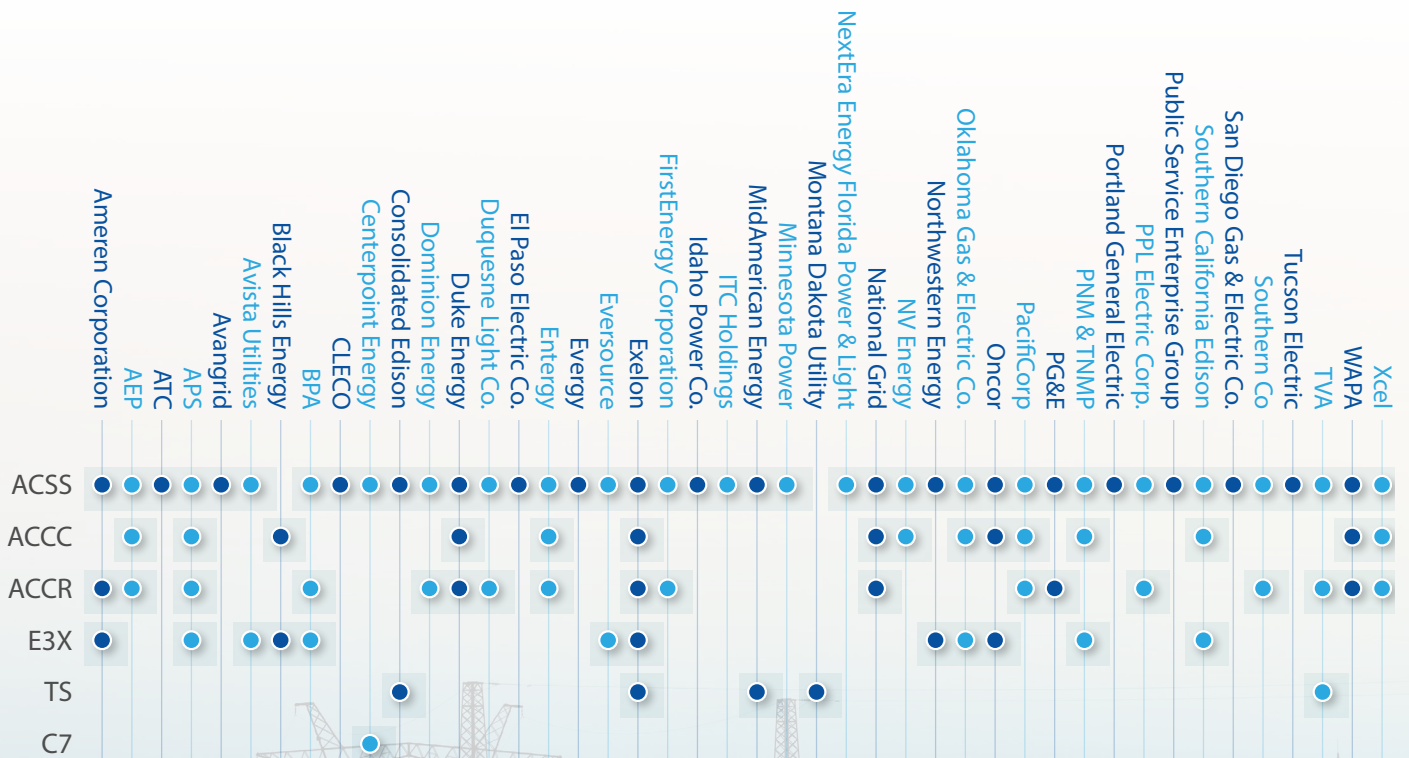 Ameren Corporation
AEP
ATC
APS
Avangrid
Avista Utilities
Black Hills Energy
BPA
CLECO
Centerpoint Energy
Consolidated Edison
Dominion Energy
Duke Energy
Duquesne Light Co.
El Paso Electric Co.
Entergy
Evergy
Eversource
Exelon
FirstEnergy Corporation
Idaho Power Co.
ITC Holdings
MidAmerican Energy
Minnesota Power
Montana Dakota Utility
NextEra Energy Florida Power & Light
National Grid
NV Energy
Northwestern Energy
Oklahoma Gas & Electric Co.
Oncor
PacifiCorp
PG&E
PNM & TNMP
Portland General Electric
PPL Electric Corp.
Public Service Enterprise Group
Southern California Edison
San Diego Gas & Electric Co.
Southern Co
Tucson Electric
TVA
WAPA
Xcel
ACSS
ACCC
ACCR
E3X
TS
C7